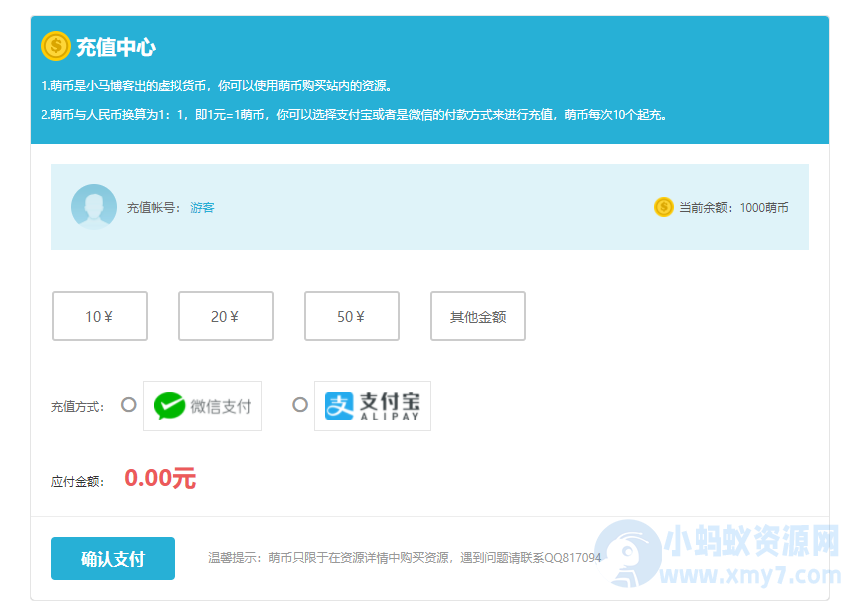 充值中心
1.萌币是小马博客出的虚拟货币，你可以使用萌币购买站内的资源。
2.萌币与人民币换算为1：1，即1元=1萌币，你可以选择支付宝或者是微信的付款方式来进行充值，萌币每次10个起充。
充值帐号： 游客 当前余额：1000萌币
10¥ 20¥ 50¥ 其他金额
充值方式： 微信支付 支付宝
ALIPAY
应付金额： 0.00元
确认支付 温馨提示：萌币只限于在资源详情中购买资源，遇到问题请联系QQ817094
小蚂蚁资源网
www.xmy7.com